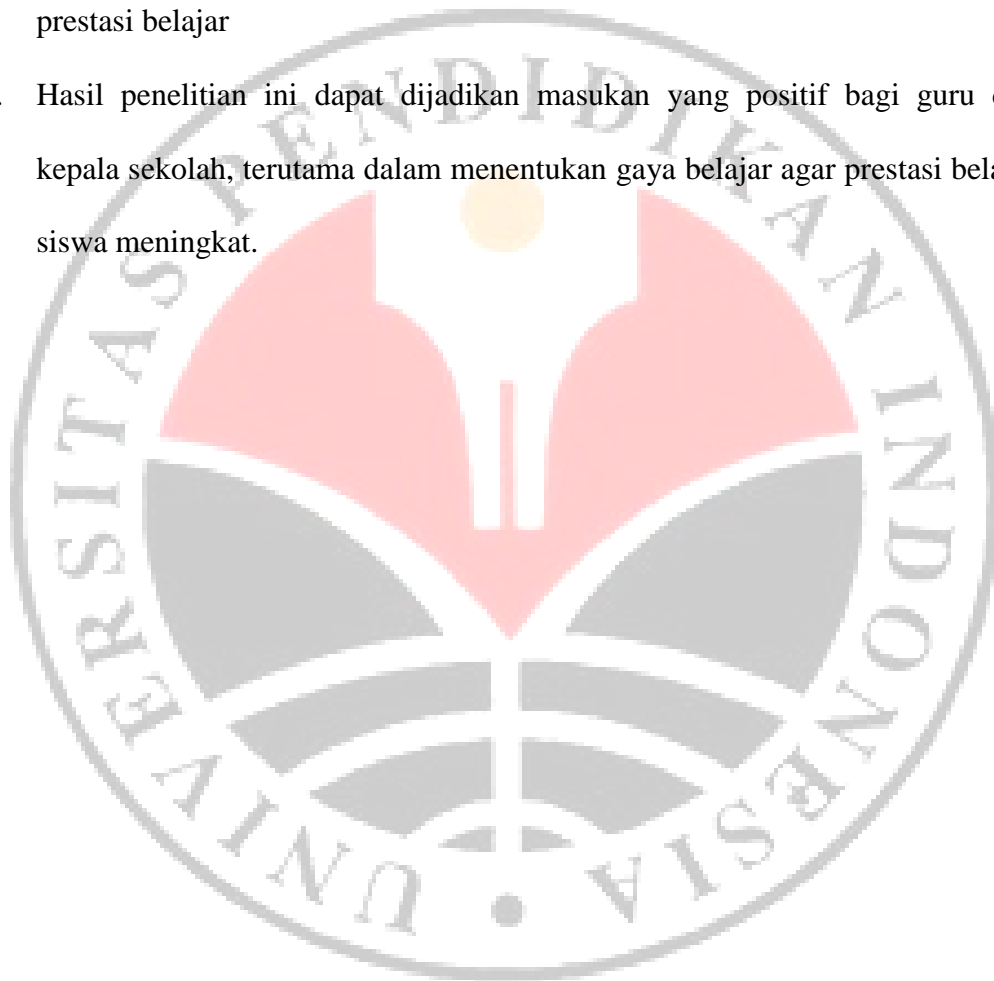 prestasi belajar
. Hasil penelitian ini dapat dijadikan masukan yang positif bagi guru
kepala sekolah, terutama dalam menentukan gaya belajar agar prestasi
siswa meningkat.
UNIVERSITAS PENDIDIKAN INDONESIA